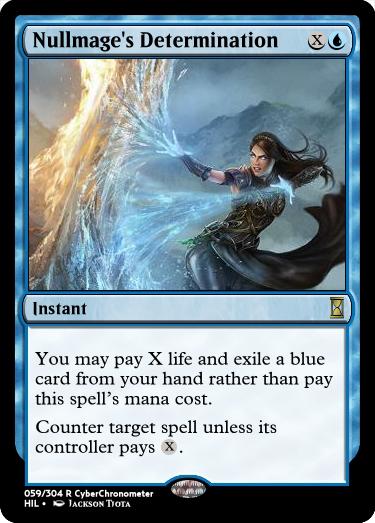 Nullmage's Determination X
Instant
You may pay X life and exile a blue
card from your hand rather than pay
this spell's mana cost.
Counter target spell unless its
controller pays X.
059/304 R CyberChronometer
HIL • Jackson Tjota